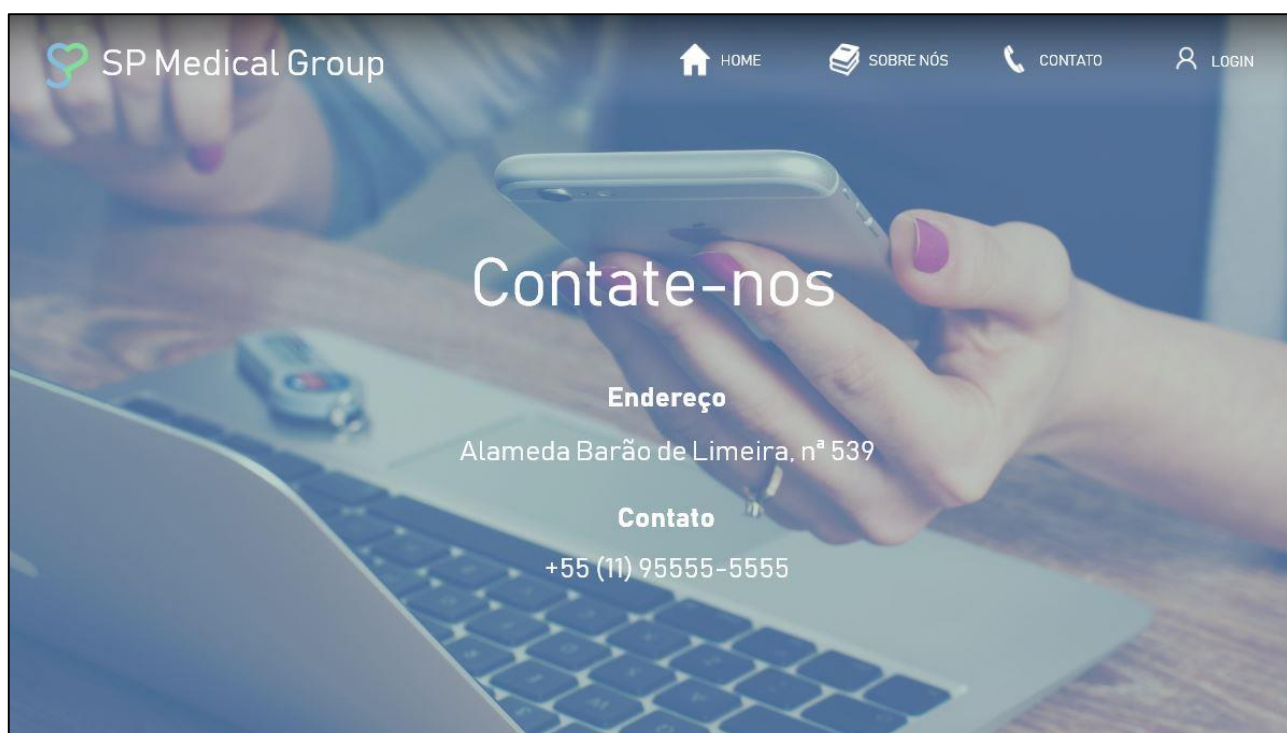 SP Medical Group
HOME
SOBRE NÓS
CONTATO
LOGIN
Contate-nos
Endereço
Alameda Barão de Limeira, nª 539
Contato
+55 (11) 95555-5555